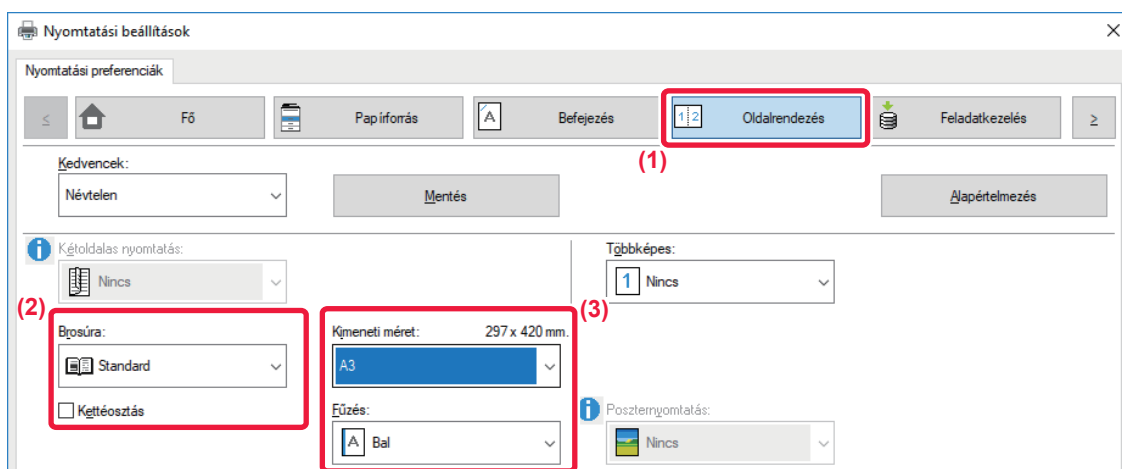 Nyomtatási beállítások
Nyomtatási preferenciák
< Fő Papírforrás A Befejezés 1 2 Oldalrendezés Feladatkezelés >
(1)
Kedvencek:
Névtelen Mentés Alapértelmezés
Kétoldalas nyomtatás: Többképes:
Nincs 1 Nincs
(2) (3)
Brosúra: Kimeneti méret: 297 x 420 mm.
Standard A3
Kettéosztás Fűzés: Poszternyomtatás:
A Bal Nincs